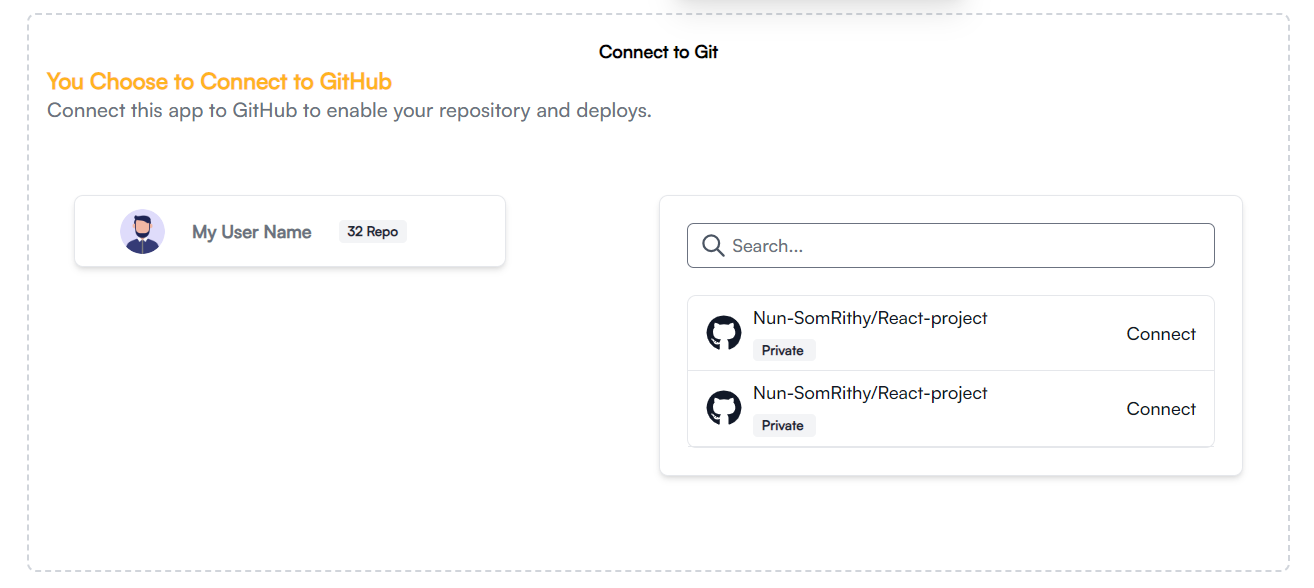 Connect to Git
You Choose to Connect to GitHub
Connect this app to GitHub to enable your repository and deploys.
My User Name
32 Repo
Search...
Nun-SomRithy/React-project
Private
Connect
Nun-SomRithy/React-project
Private
Connect